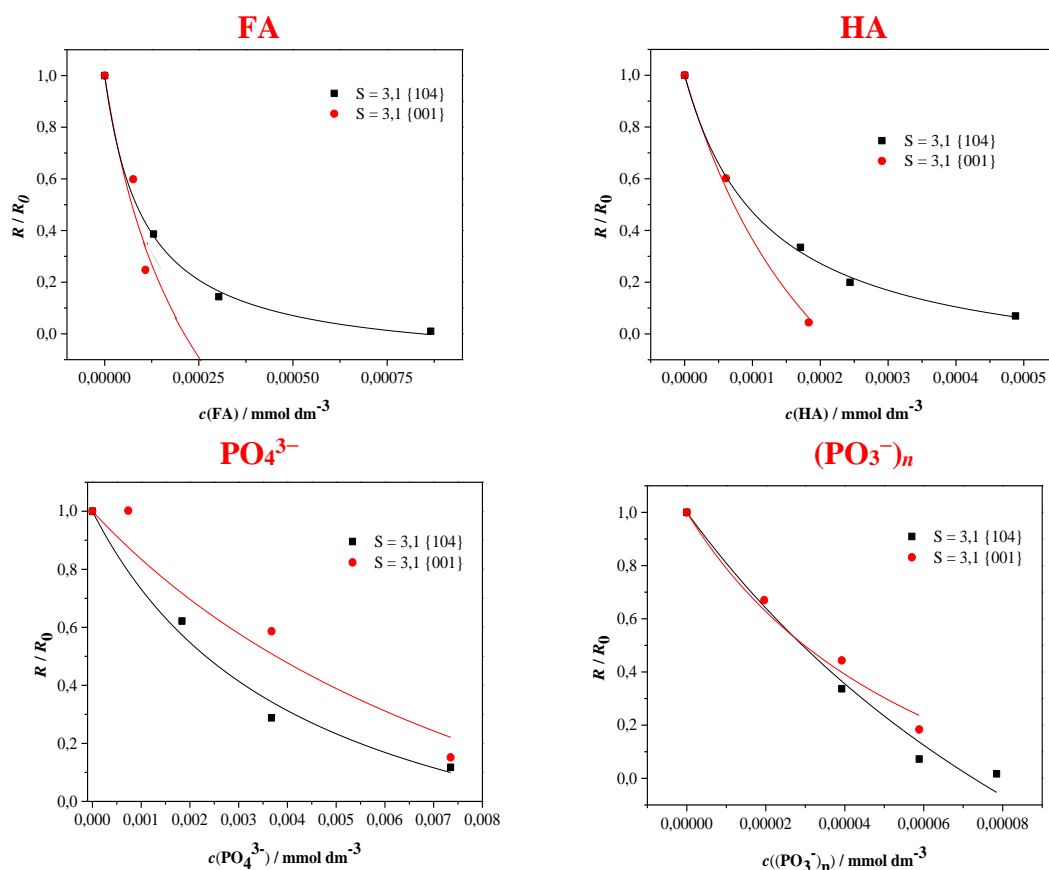 FA
1,0
0,8
0,6
0,4
0,2
0,0
R / R0
S = 3,1 {104}
S = 3,1 {001}
0,00000 0,00025 0,00050 0,00075
c(FA) / mmol dm-3
HA
1,0
0,8
0,6
0,4
0,2
0,0
R / R0
S = 3,1 {104}
S = 3,1 {001}
0,0000 0,0001 0,0002 0,0003 0,0004 0,0005
c(HA) / mmol dm-3
PO4 3−
1,0
0,8
0,6
0,4
0,2
0,0
R / R0
S = 3,1 {104}
S = 3,1 {001}
0,000 0,001 0,002 0,003 0,004 0,005 0,006 0,007 0,008
c(PO4 3-) / mmol dm-3
(PO3−)n
1,0
0,8
0,6
0,4
0,2
0,0
R / R0
S = 3,1 {104}
S = 3,1 {001}
0,00000 0,00002 0,00004 0,00006 0,00008
c((PO3-)n) / mmol dm-3